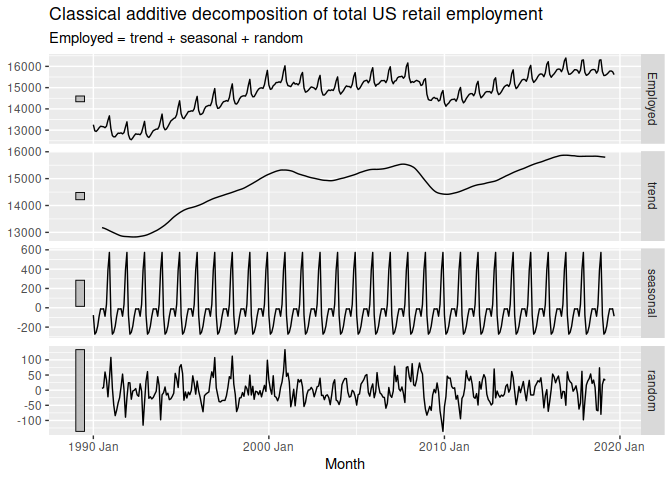 Classical additive decomposition of total US retail employment
Employed = trend + seasonal + random
16000
15000
14000
13000
Employed
16000
15000
14000
13000
trend
600
400
200
0
-200
seasonal
100
50
0
-50
-100
random
1990 Jan 2000 Jan 2010 Jan 2020 Jan
Month